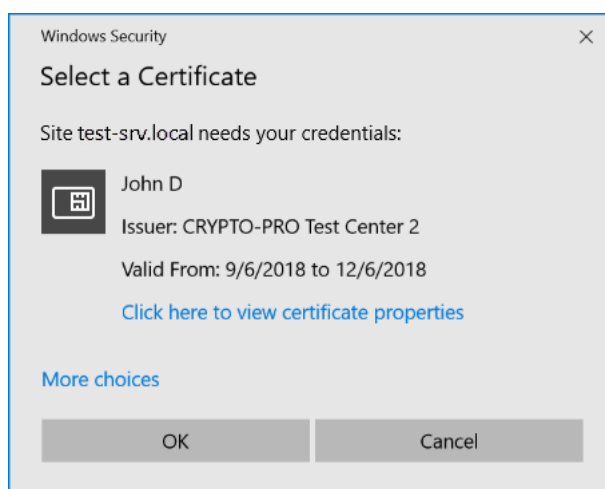 Windows Security
Select a Certificate
Site test-srv.local needs your credentials:
John D
Issuer: CRYPTO-PRO Test Center 2
Valid From: 9/6/2018 to 12/6/2018
Click here to view certificate properties
More choices
OK
Cancel